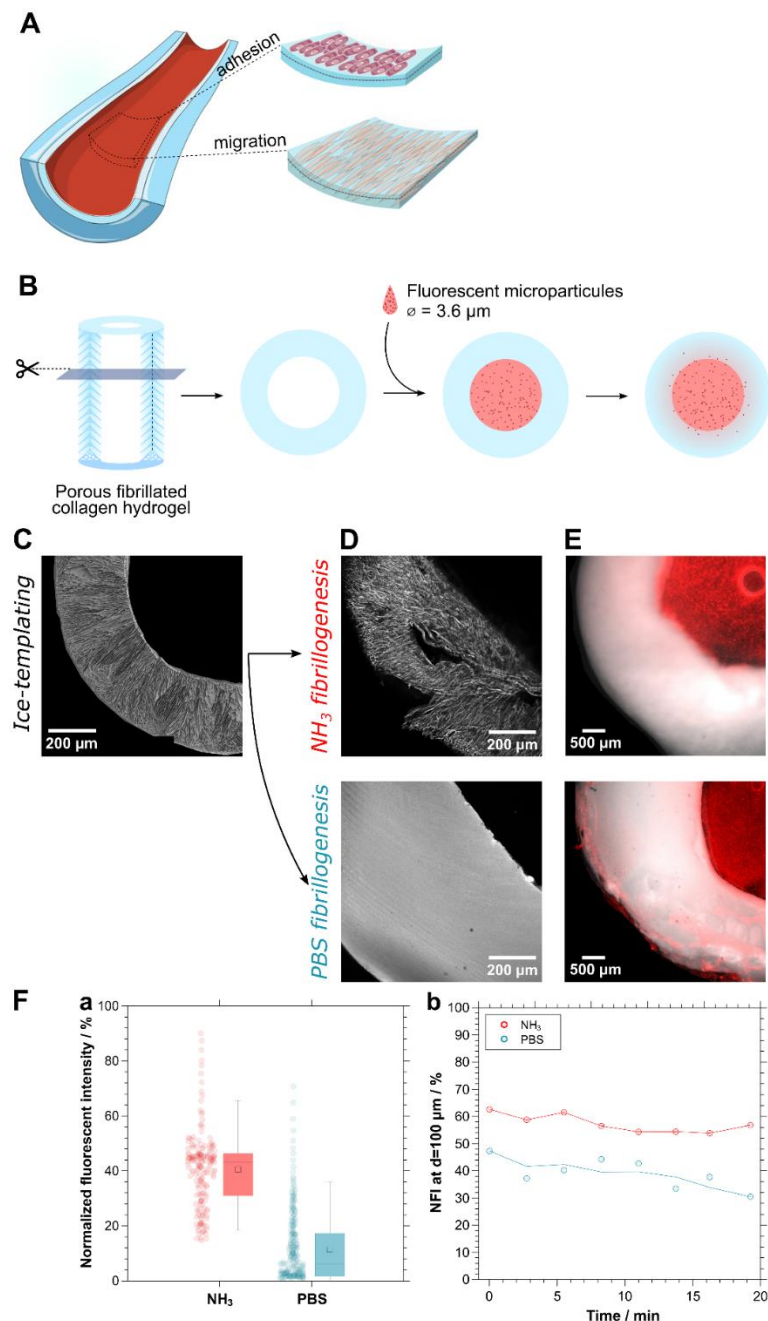 A
adhesion
migration
B
Fluorescent microparticules
⌀ = 3.6 µm
Porous fibrillated
collagen hydrogel
C
D
E
Ice-templating
200 µm
NH₃ fibrillogenesis
200 µm
500 µm
PBS fibrillogenesis
200 µm
500 µm
F
a
Normalized fluorescent intensity / %
100
80
60
40
20
0
NH₃
PBS
b
NFI at d=100 µm / %
100
90
80
70
60
50
40
30
20
10
0
NH₃
PBS
0
5
10
15
20
Time / min